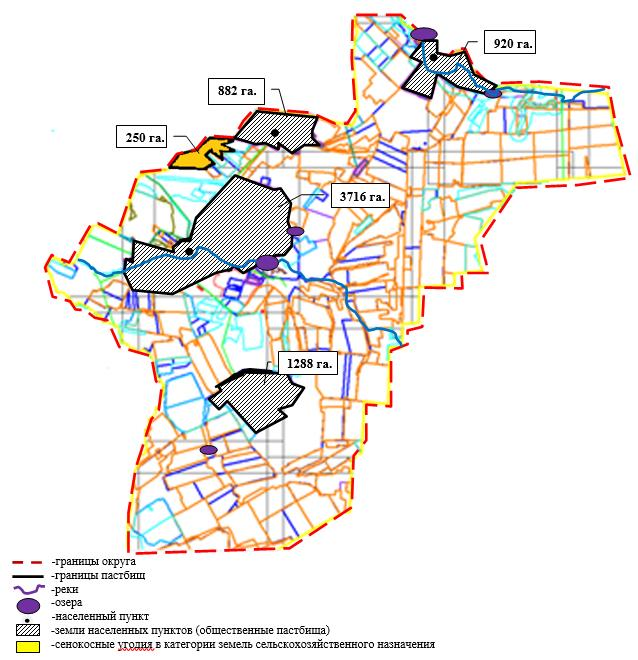 920 га.
882 га.
250 га.
3716 га.
1288 га.
-границы округа
-границы пастбищ
-реки
-озера
-населенный пункт
-земли населенных пунктов (общественные пастбища)
-сенокосные угодия в категории земель сельскохозяйственного назначения